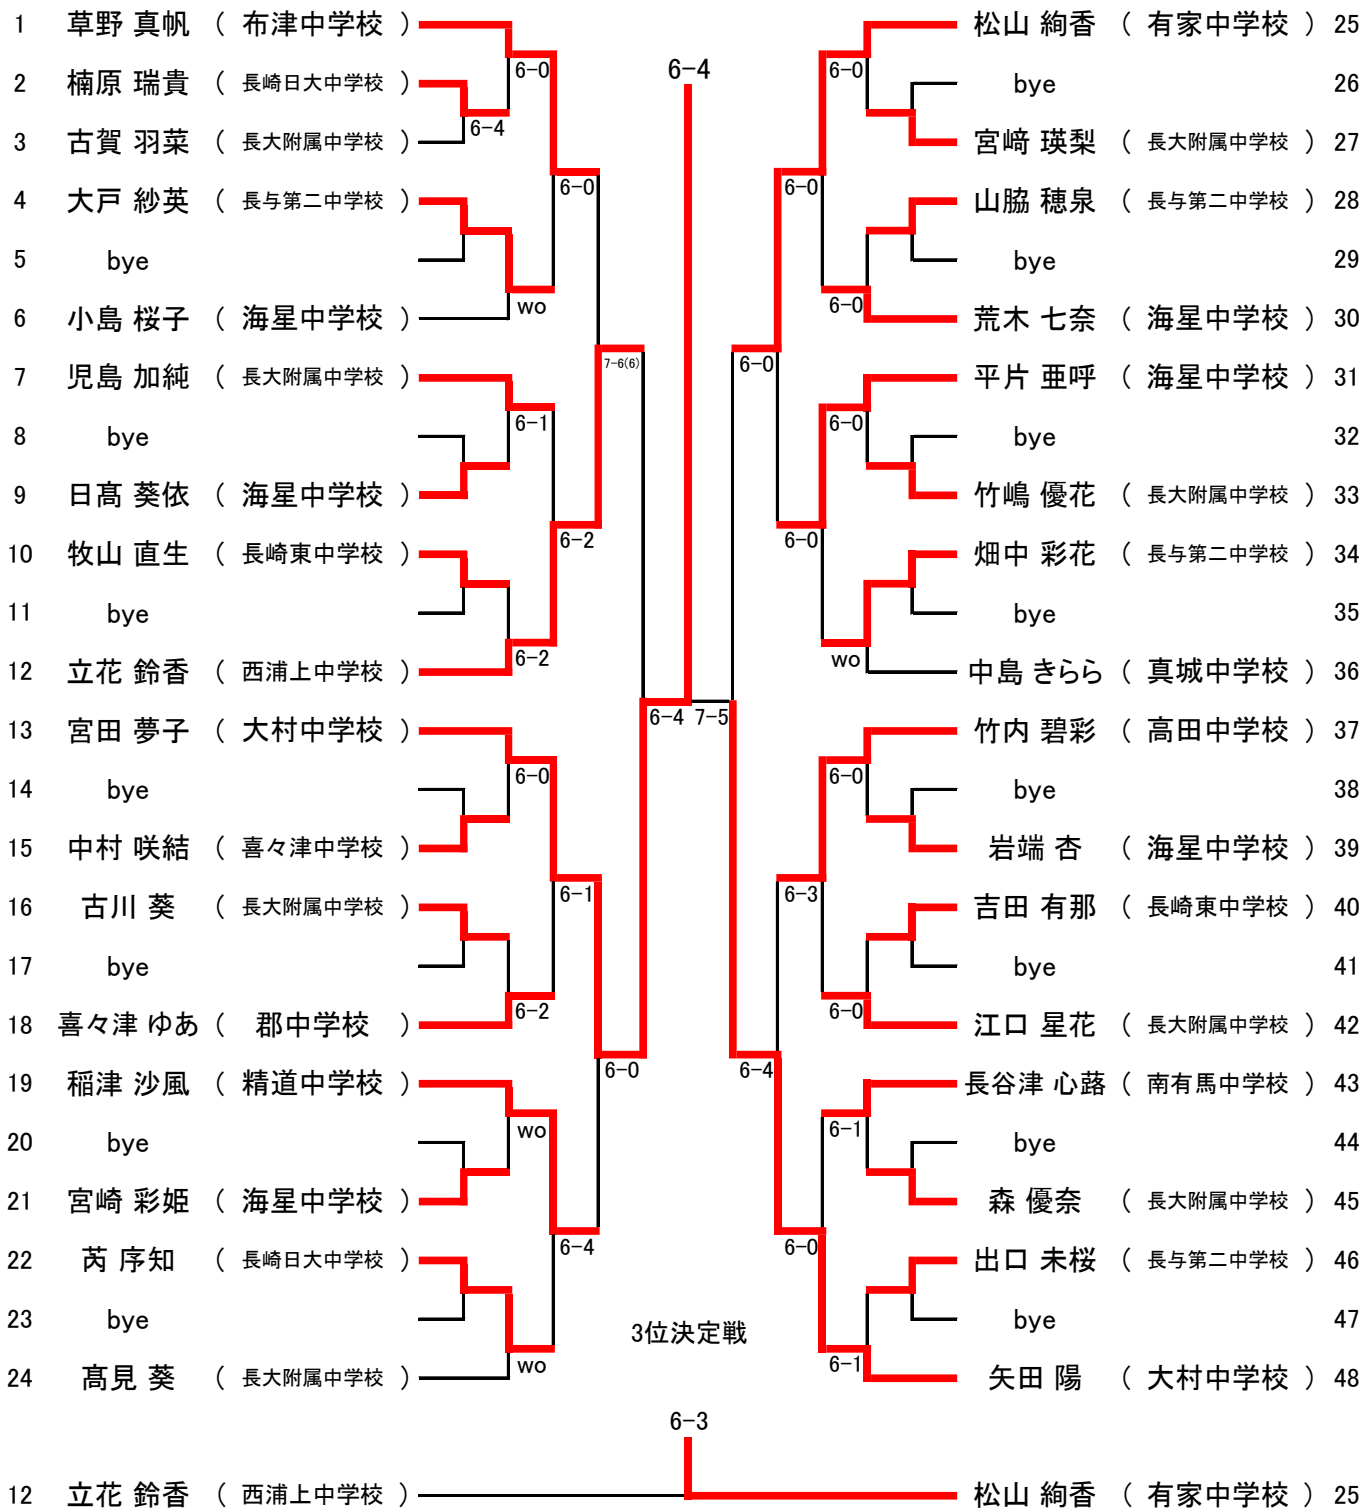 1 草野 真帆 ( 布津中学校 )
2 楠原 瑞貴 ( 長崎日大中学校 )
3 古賀 羽菜 ( 長大附属中学校 )
4 大戸 紗英 ( 長与第二中学校 )
5 bye
6 小島 桜子 ( 海星中学校 )
7 児島 加純 ( 長大附属中学校 )
8 bye
9 日髙 葵依 ( 海星中学校 )
10 牧山 直生 ( 長崎東中学校 )
11 bye
12 立花 鈴香 ( 西浦上中学校 )
13 宮田 夢子 ( 大村中学校 )
14 bye
15 中村 咲結 ( 喜々津中学校 )
16 古川 葵 ( 長大附属中学校 )
17 bye
18 喜々津 ゆあ ( 郡中学校 )
19 稲津 沙風 ( 精道中学校 )
20 bye
21 宮崎 彩姫 ( 海星中学校 )
22 芮 序知 ( 長崎日大中学校 )
23 bye
24 髙見 葵 ( 長大附属中学校 )
6-0
6-4
wo
6-1
6-2
6-0
6-2
wo
wo
6-0
6-2
6-1
6-4
7-6(6)
6-0
6-4
6-4
7-5
6-0
6-4
6-0
6-0
6-3
6-0
6-0
6-0
6-0
wo
6-0
6-0
6-1
6-1
松山 絢香 ( 有家中学校 ) 25
bye 26
宮﨑 瑛梨 ( 長大附属中学校 ) 27
山脇 穂泉 ( 長与第二中学校 ) 28
bye 29
荒木 七奈 ( 海星中学校 ) 30
平片 亜呼 ( 海星中学校 ) 31
bye 32
竹嶋 優花 ( 長大附属中学校 ) 33
畑中 彩花 ( 長与第二中学校 ) 34
bye 35
中島 きらら ( 真城中学校 ) 36
竹内 碧彩 ( 高田中学校 ) 37
bye 38
岩端 杏 ( 海星中学校 ) 39
吉田 有那 ( 長崎東中学校 ) 40
bye 41
江口 星花 ( 長大附属中学校 ) 42
長谷津 心蕗 ( 南有馬中学校 ) 43
bye 44
森 優奈 ( 長大附属中学校 ) 45
出口 未桜 ( 長与第二中学校 ) 46
bye 47
矢田 陽 ( 大村中学校 ) 48
3位決定戦
6-3
12 立花 鈴香 ( 西浦上中学校 )
松山 絢香 ( 有家中学校 ) 25